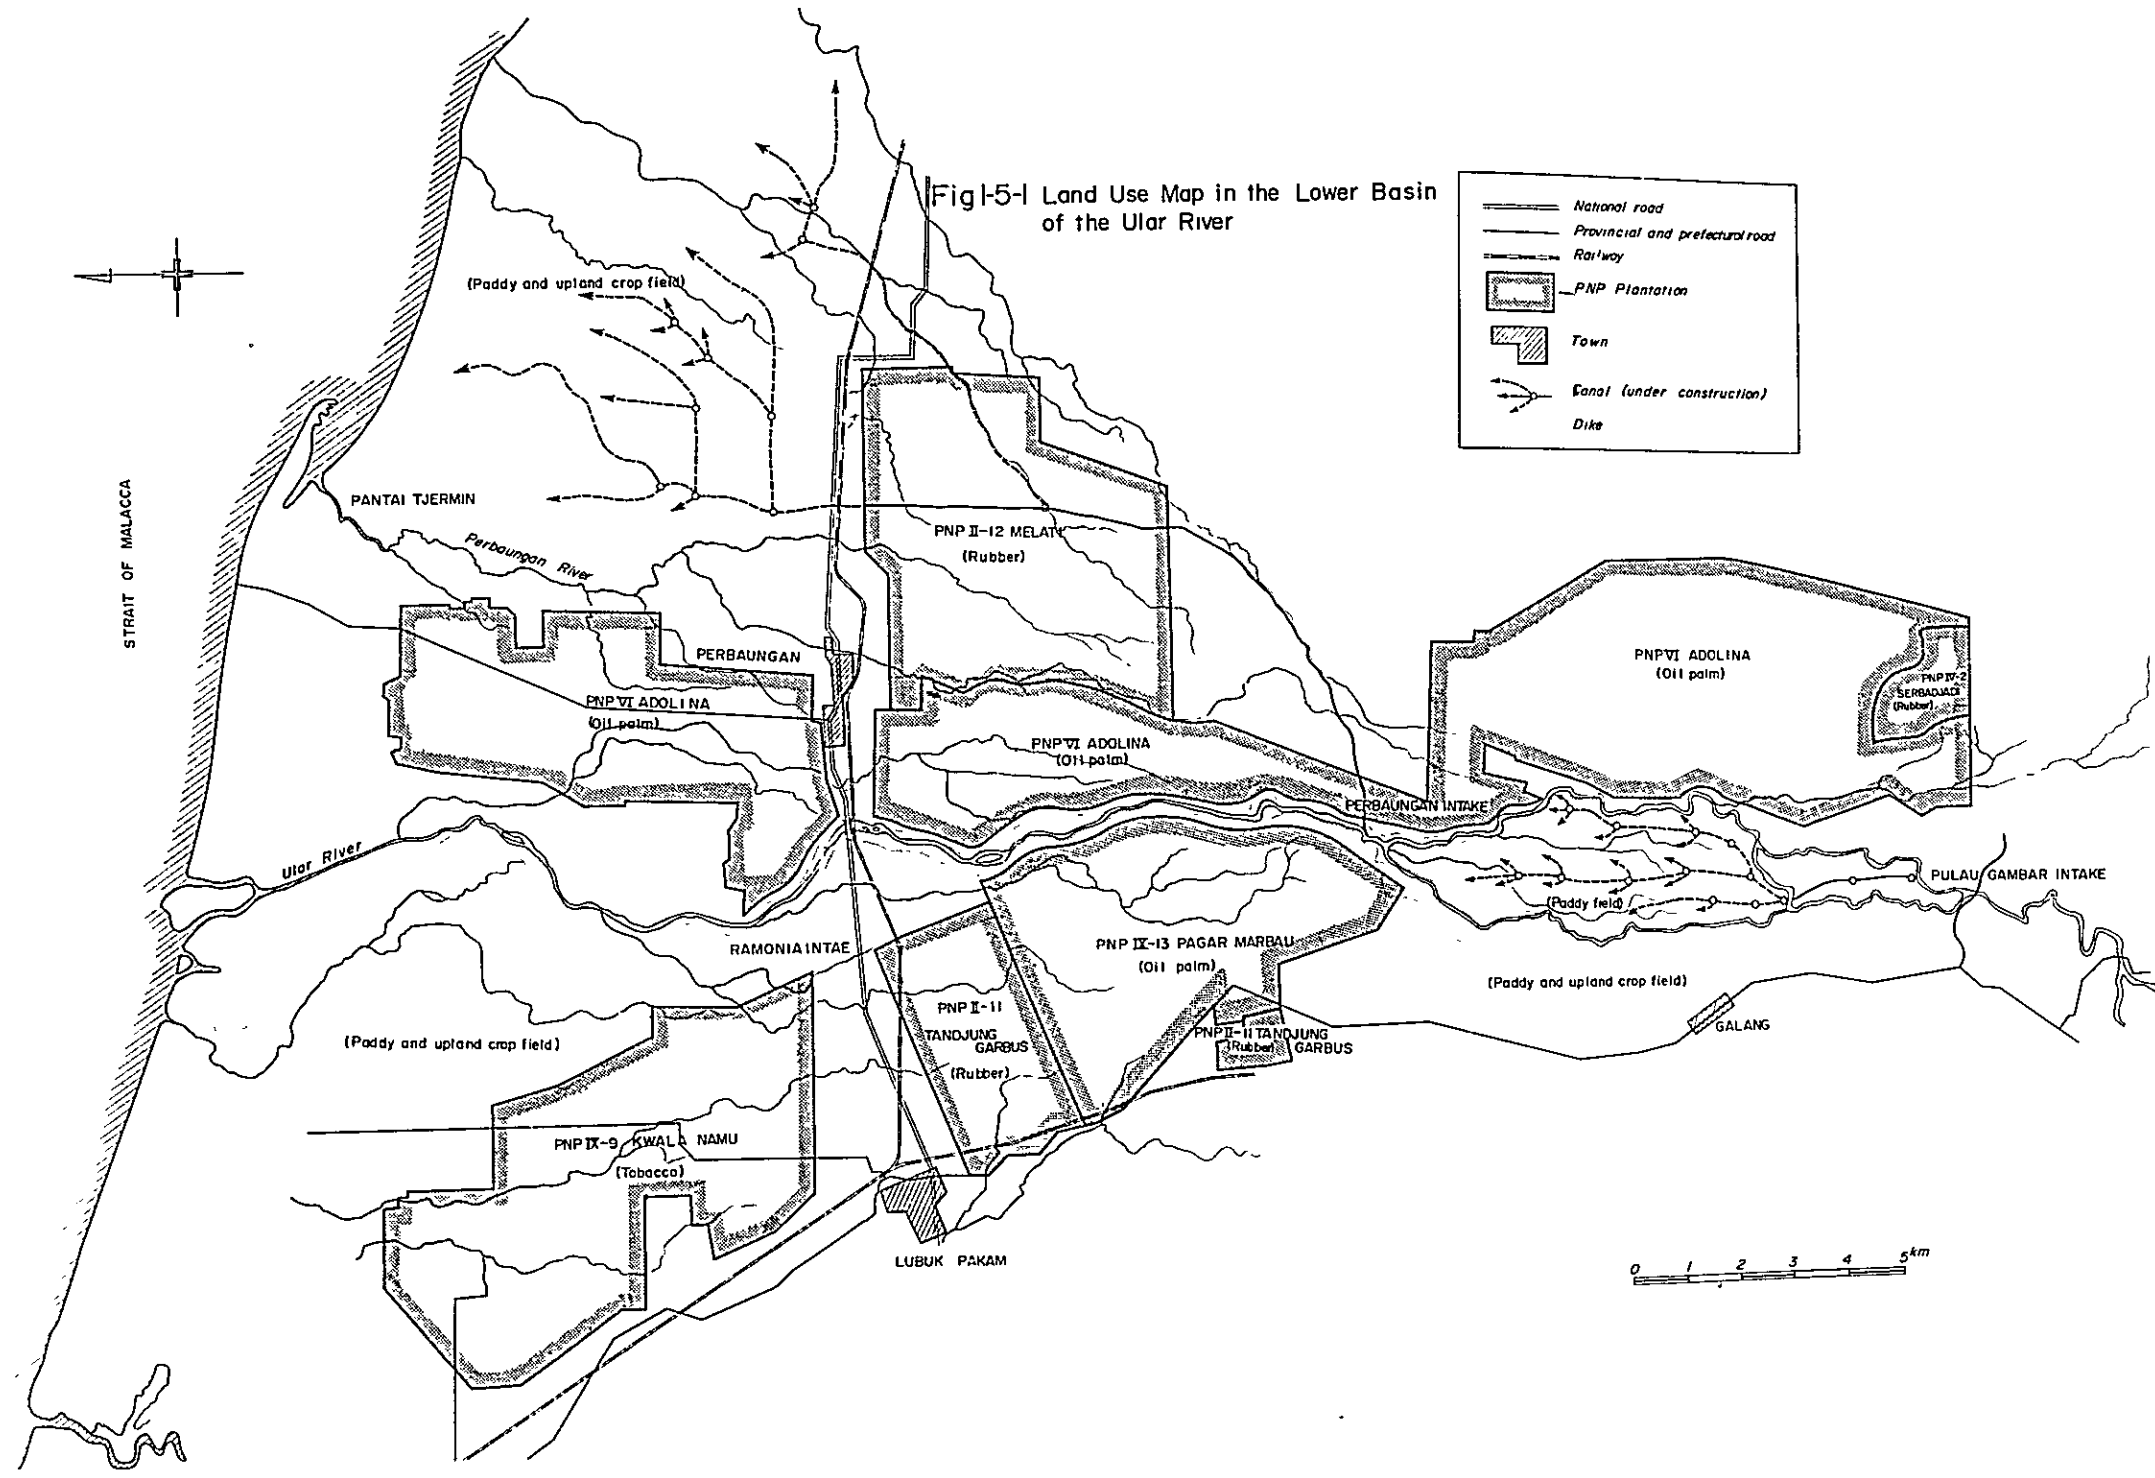 Fig 1-5-1 Land Use Map in the Lower Basin
of the Ular River
National road
Provincial and prefectural road
Railway
PNP Plantation
Town
Canal (under construction)
Dike
(Paddy and upland crop field)
STRAIT OF MALACCA
PANTAI TJERMIN
Perbaungan River
PNP II-12 MELATI
(Rubber)
PERBAUNGAN
PNP VI ADOLINA
(Oil palm)
PNP VI ADOLINA
(Oil palm)
PNP VI ADOLINA
(Oil palm)
PNP IV-2
SERBADJADI
(Rubber)
PERBAUNGAN INTAKE
Ular River
PULAU GAMBAR INTAKE
(Paddy field)
RAMONIA INTAE
PNP IX-13 PAGAR MARBAU
(Oil palm)
(Paddy and upland crop field)
PNP II-11
TANDJUNG
GARBUS
(Rubber)
PNP II-11 TANDJUNG
(Rubber) GARBUS
GALANG
(Paddy and upland crop field)
PNP IX-9 KWALA NAMU
(Tobacco)
LUBUK PAKAM
0 1 2 3 4 5 km